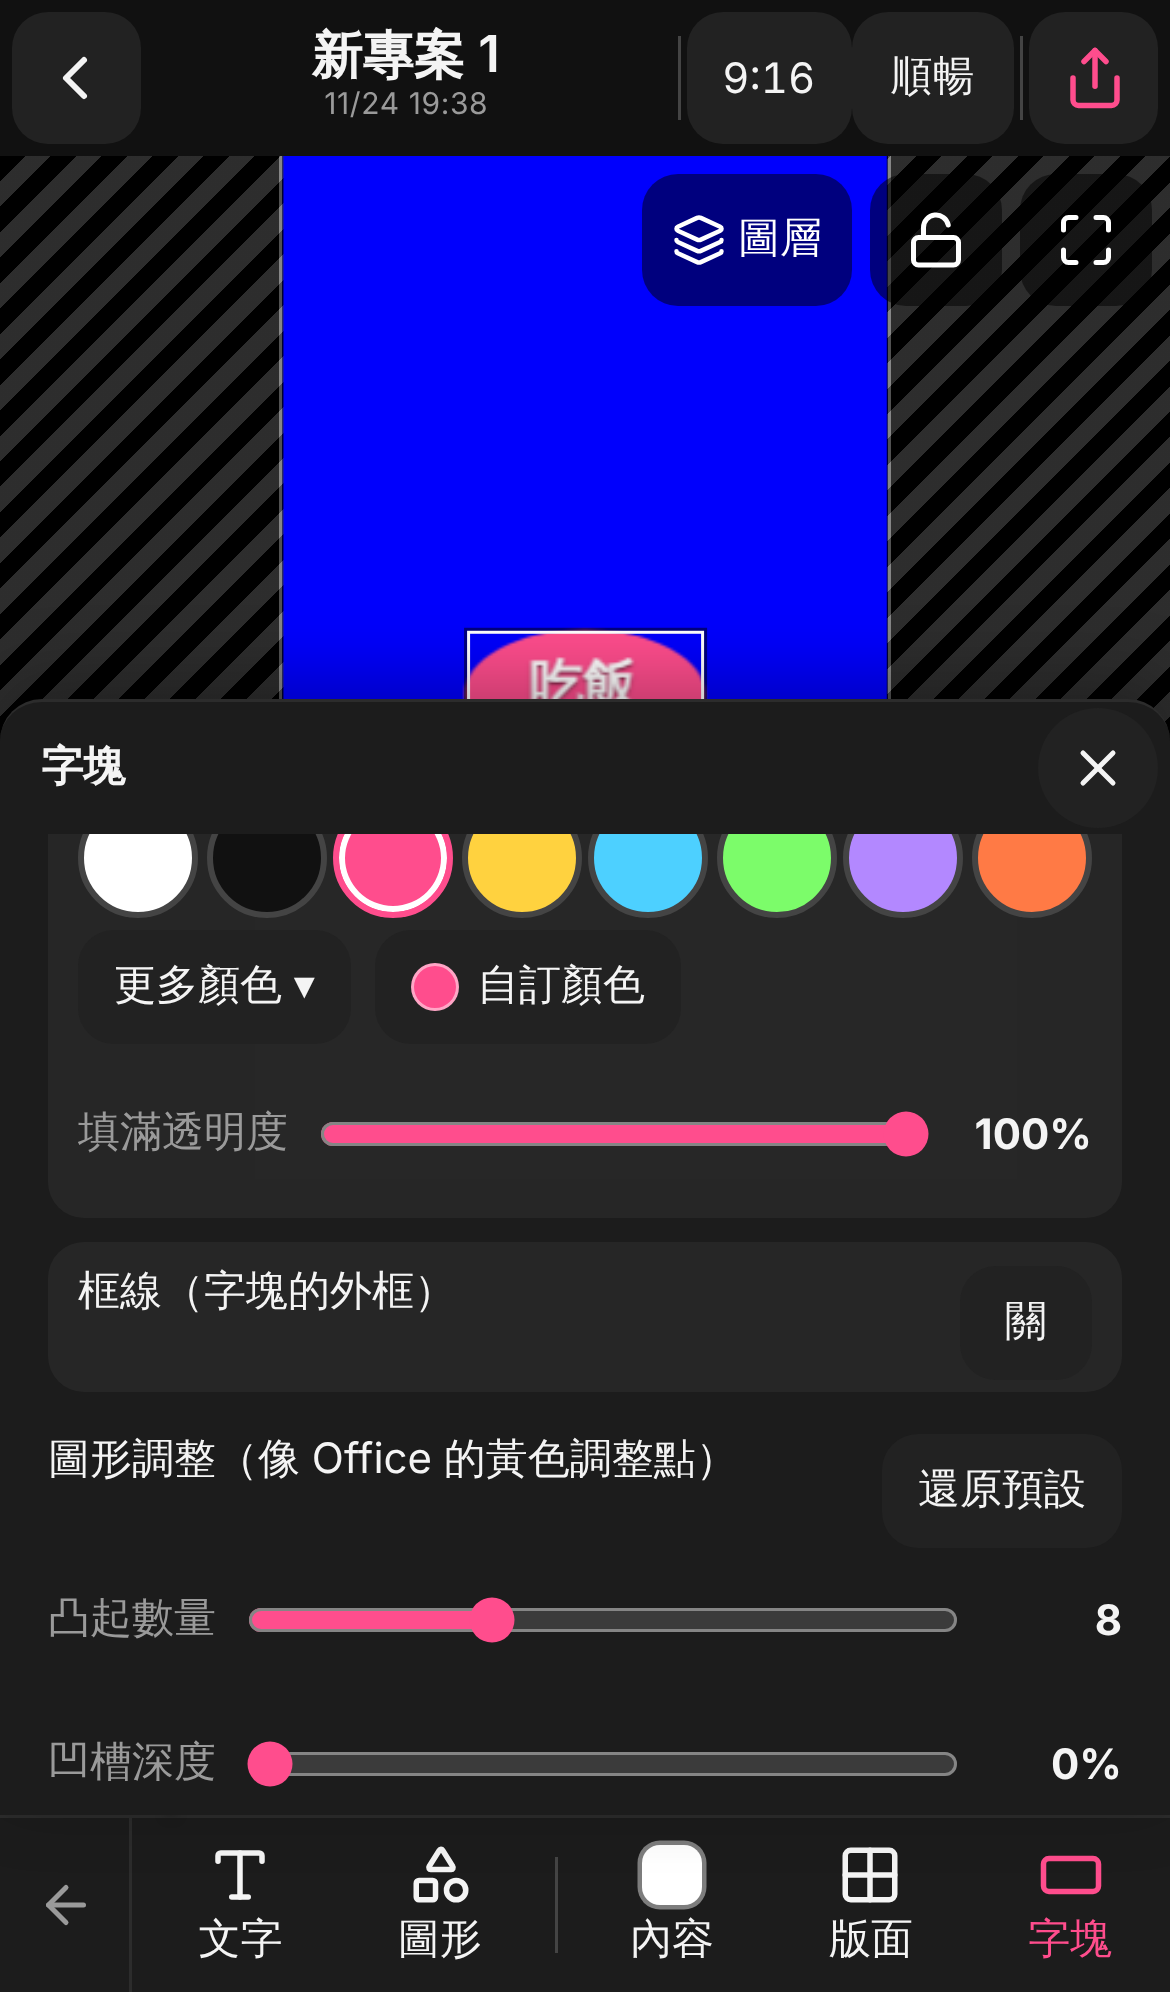 新專案 1
11/24 19:38
9:16
順暢
圖層
吃飯
字塊
更多顏色 ▾
自訂顏色
填滿透明度
100%
框線（字塊的外框）
關
圖形調整（像 Office 的黃色調整點）
還原預設
凸起數量
8
凹槽深度
0%
文字
圖形
內容
版面
字塊